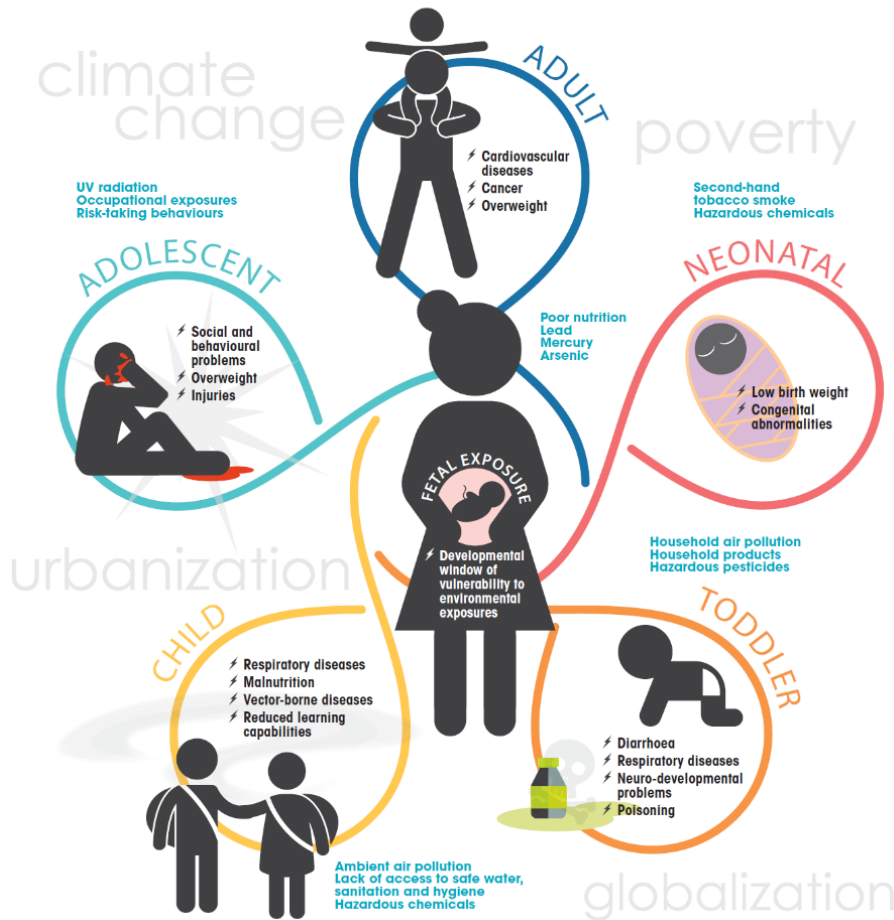 climate
change
poverty
ADULT
Cardiovascular
diseases
Cancer
Overweight
UV radiation
Occupational exposures
Risk-taking behaviours
ADOLESCENT
Social and
behavioural
problems
Overweight
Injuries
Second-hand
tobacco smoke
Hazardous chemicals
NEONATAL
Low birth weight
Congenital
abnormalities
Poor nutrition
Lead
Mercury
Arsenic
FETAL EXPOSURE
Developmental
window of
vulnerability to
environmental
exposures
urbanization
Household air pollution
Household products
Hazardous pesticides
TODDLER
Diarrhoea
Respiratory diseases
Neuro-developmental
problems
Poisoning
CHILD
Respiratory diseases
Malnutrition
Vector-borne diseases
Reduced learning
capabilities
Ambient air pollution
Lack of access to safe water,
sanitation and hygiene
Hazardous chemicals
globalization